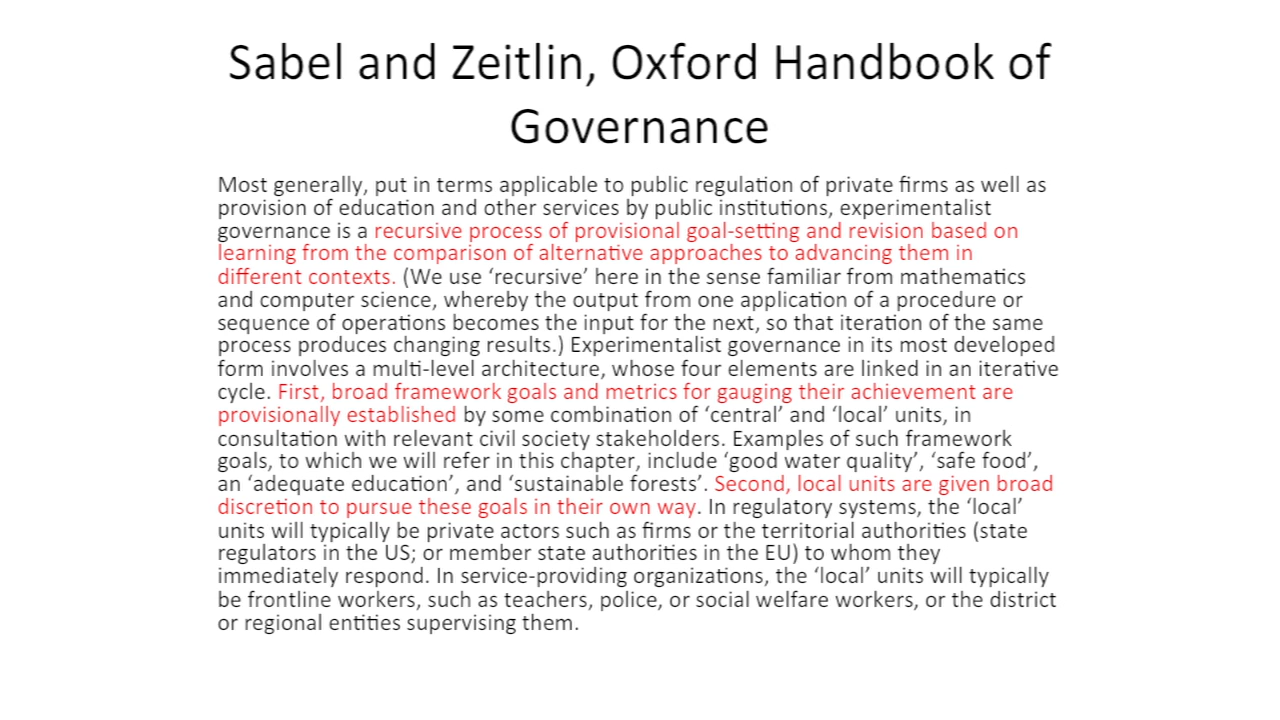 Sabel and Zeitlin, Oxford Handbook of
Governance
Most generally, put in terms applicable to public regulation of private firms as well as
provision of education and other services by public institutions, experimentalist
governance is a recursive process of provisional goal-setting and revision based on
learning from the comparison of alternative approaches to advancing them in
different contexts. (We use ‘recursive’ here in the sense familiar from mathematics
and computer science, whereby the output from one application of a procedure or
sequence of operations becomes the input for the next, so that iteration of the same
process produces changing results.) Experimentalist governance in its most developed
form involves a multi-level architecture, whose four elements are linked in an iterative
cycle. First, broad framework goals and metrics for gauging their achievement are
provisionally established by some combination of ‘central’ and ‘local’ units, in
consultation with relevant civil society stakeholders. Examples of such framework
goals, to which we will refer in this chapter, include ‘good water quality’, ‘safe food’,
an ‘adequate education’, and ‘sustainable forests’. Second, local units are given broad
discretion to pursue these goals in their own way. In regulatory systems, the ‘local’
units will typically be private actors such as firms or the territorial authorities (state
regulators in the US; or member state authorities in the EU) to whom they
immediately respond. In service-providing organizations, the ‘local’ units will typically
be frontline workers, such as teachers, police, or social welfare workers, or the district
or regional entities supervising them.